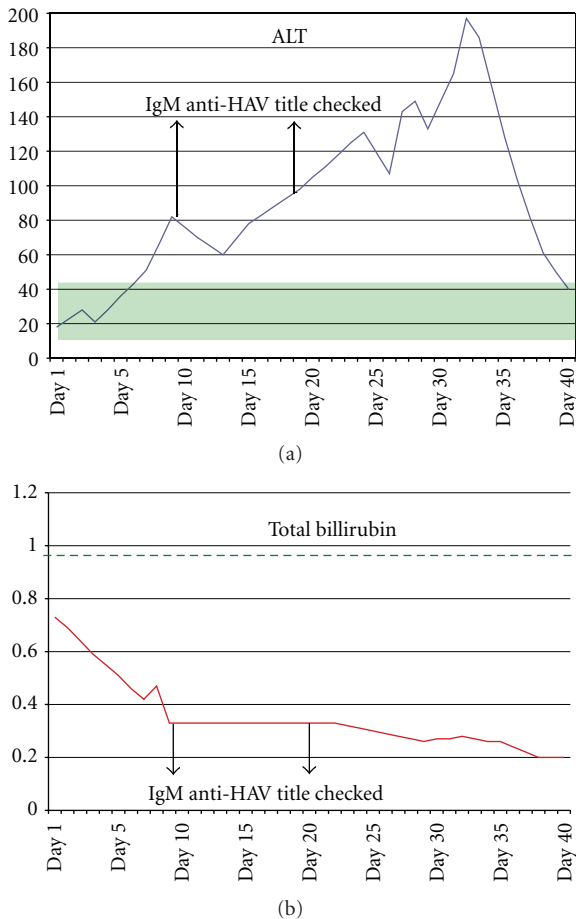 200
180
160
140
120
100
80
60
40
20
0
ALT
IgM anti-HAV title checked
Day 1
Day 5
Day 10
Day 15
Day 20
Day 25
Day 30
Day 35
Day 40
(a)
1.2
1
0.8
0.6
0.4
0.2
0
Total billirubin
IgM anti-HAV title checked
Day 1
Day 5
Day 10
Day 15
Day 20
Day 25
Day 30
Day 35
Day 40
(b)